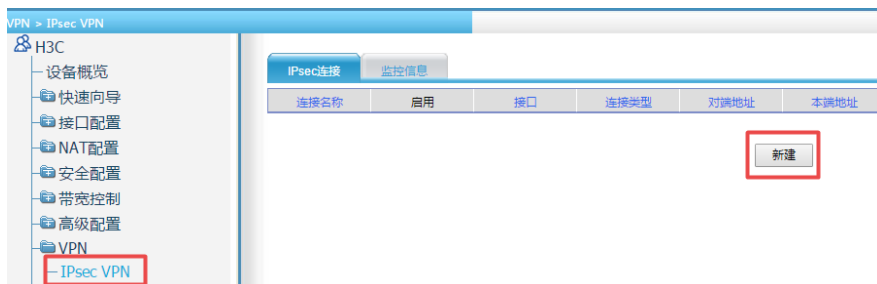 VPN > IPsec VPN
H3C
设备概览
快速向导
接口配置
NAT配置
安全配置
带宽控制
高级配置
VPN
IPsec VPN
IPsec连接 监控信息
连接名称 启用 接口 连接类型 对端地址 本端地址
新建